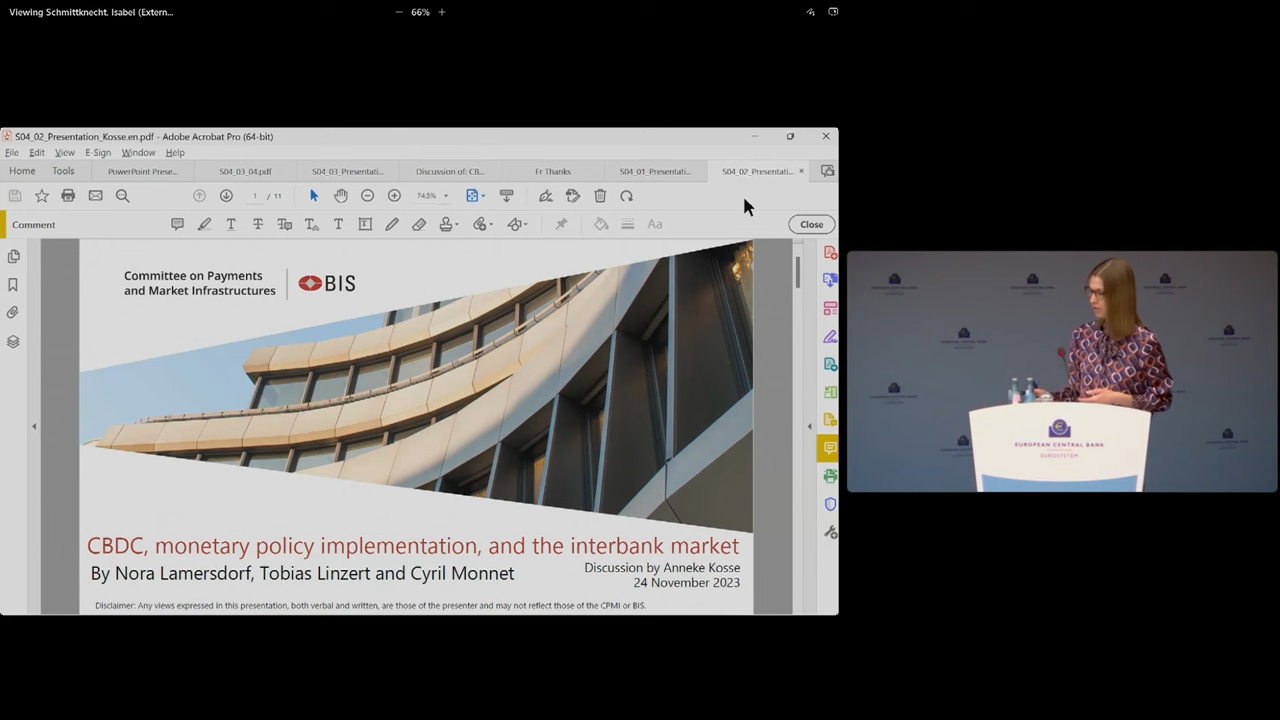 Viewing Schmittknecht, Isabel (Extern...
66%
S04_02_Presentation_Kosse.en.pdf - Adobe Acrobat Pro (64-bit)
File Edit View E-Sign Window Help
Home Tools PowerPoint Prese... S04_03_04.pdf S04_03_Presentati... Discussion of: CB... Fr Thanks S04_01_Presentati... S04_02_Presentati...
1 / 11 74.5%
Comment Aa Close
Committee on Payments
and Market Infrastructures
BIS
CBDC, monetary policy implementation, and the interbank market
By Nora Lamersdorf, Tobias Linzert and Cyril Monnet
Discussion by Anneke Kosse
24 November 2023
Disclaimer: Any views expressed in this presentation, both verbal and written, are those of the presenter and may not reflect those of the CPMI or BIS.
EUROPEAN CENTRAL BANK
EUROSYSTEM